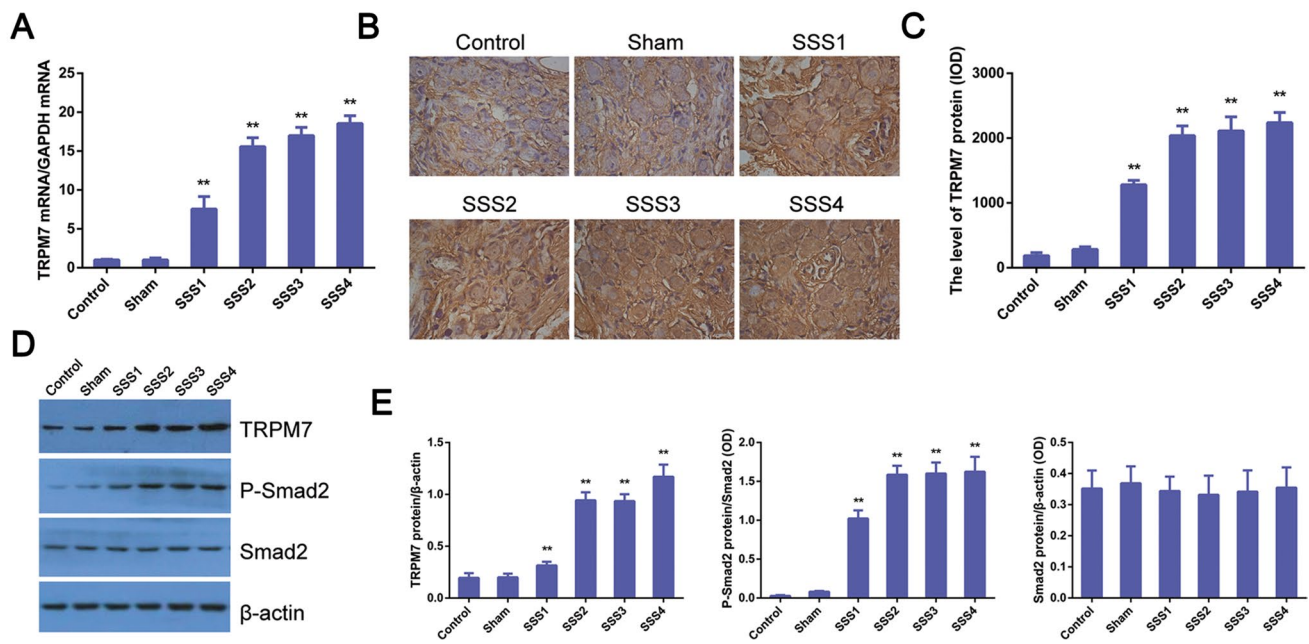 A
TRPM7 mRNA/GAPDH mRNA
25
20
15
10
5
0
** ** ** **
Control Sham SSS1 SSS2 SSS3 SSS4
B
Control Sham SSS1
SSS2 SSS3 SSS4
C
The level of TRPM7 protein (IOD)
3000
2000
1000
0
** ** ** **
Control Sham SSS1 SSS2 SSS3 SSS4
D
Control Sham SSS1 SSS2 SSS3 SSS4
TRPM7
P-Smad2
Smad2
β-actin
E
TRPM7 protein/β-actin
1.5
1.0
0.5
0.0
** ** ** **
Control Sham SSS1 SSS2 SSS3 SSS4
P-Smad2 protein/Smad2 (OD)
2.0
1.5
1.0
0.5
0.0
** ** ** **
Control Sham SSS1 SSS2 SSS3 SSS4
Smad2 protein/β-actin (OD)
0.5
0.4
0.3
0.2
0.1
0.0
Control Sham SSS1 SSS2 SSS3 SSS4